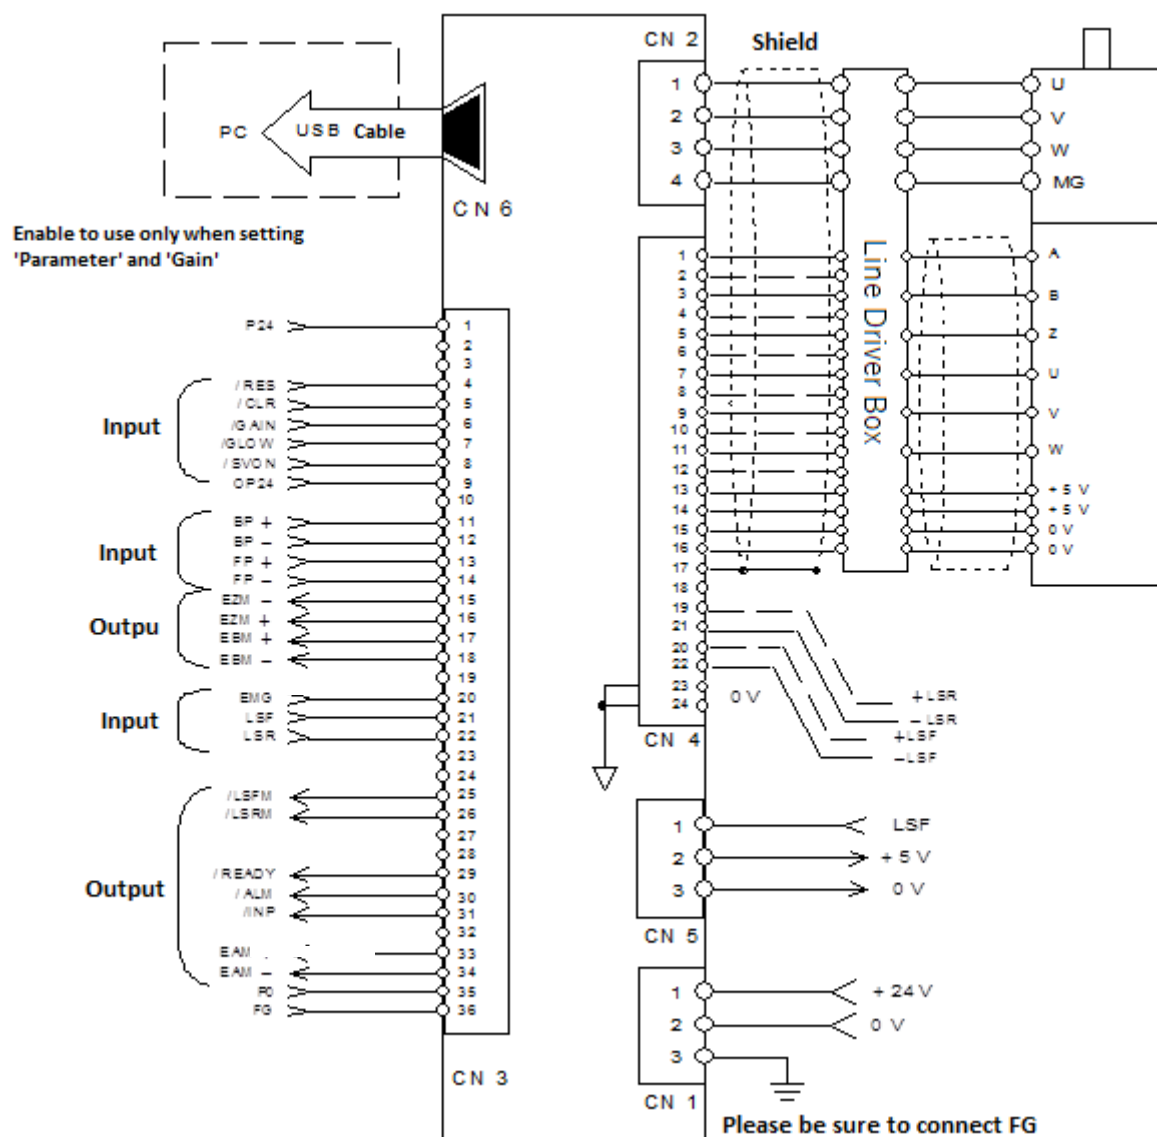 CN 2
Shield
PC
USB Cable
CN 6
Enable to use only when setting
'Parameter' and 'Gain'
1
2
3
4
U
V
W
MG
Line Driver Box
1
2
3
4
5
6
7
8
9
10
11
12
13
14
15
16
17
18
19
21
20
22
23
24
A
B
Z
U
V
W
+ 5 V
+ 5 V
0 V
0 V
0 V
+LSR
-LSR
+LSF
-LSF
CN 4
P24 1
2
3
Input
/RES 4
/CLR 5
/GAIN 6
/GLOW 7
/SVON 8
OP24 9
10
Input
BP + 11
BP - 12
FP + 13
FP - 14
Outpu
EZM - 15
EZM + 16
EBM + 17
EBM - 18
19
Input
EMG 20
LSF 21
LSR 22
23
24
Output
/LSFM 25
/LSRM 26
27
28
/READY 29
/ALM 30
/INP 31
32
EAM 33
EAM - 34
P0 35
FG 36
CN 3
1 LSF
2 + 5 V
3 0 V
CN 5
1 + 24 V
2 0 V
3
CN 1
Please be sure to connect FG